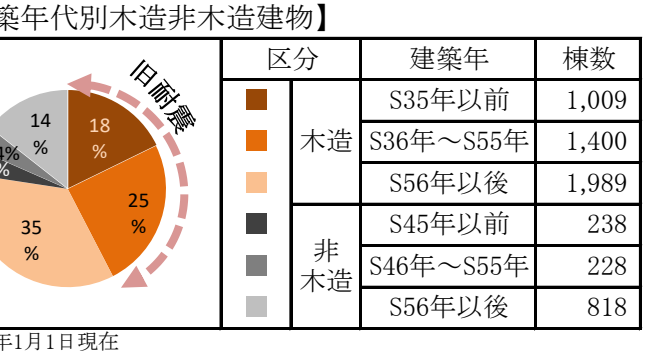 築年代別木造非木造建物】
旧耐震
18
%
25
%
35
%
14
%
4%
%
区分 建築年 棟数
木造
S35年以前 1,009
S36年～S55年 1,400
S56年以後 1,989
非
木造
S45年以前 238
S46年～S55年 228
S56年以後 818
年1月1日現在